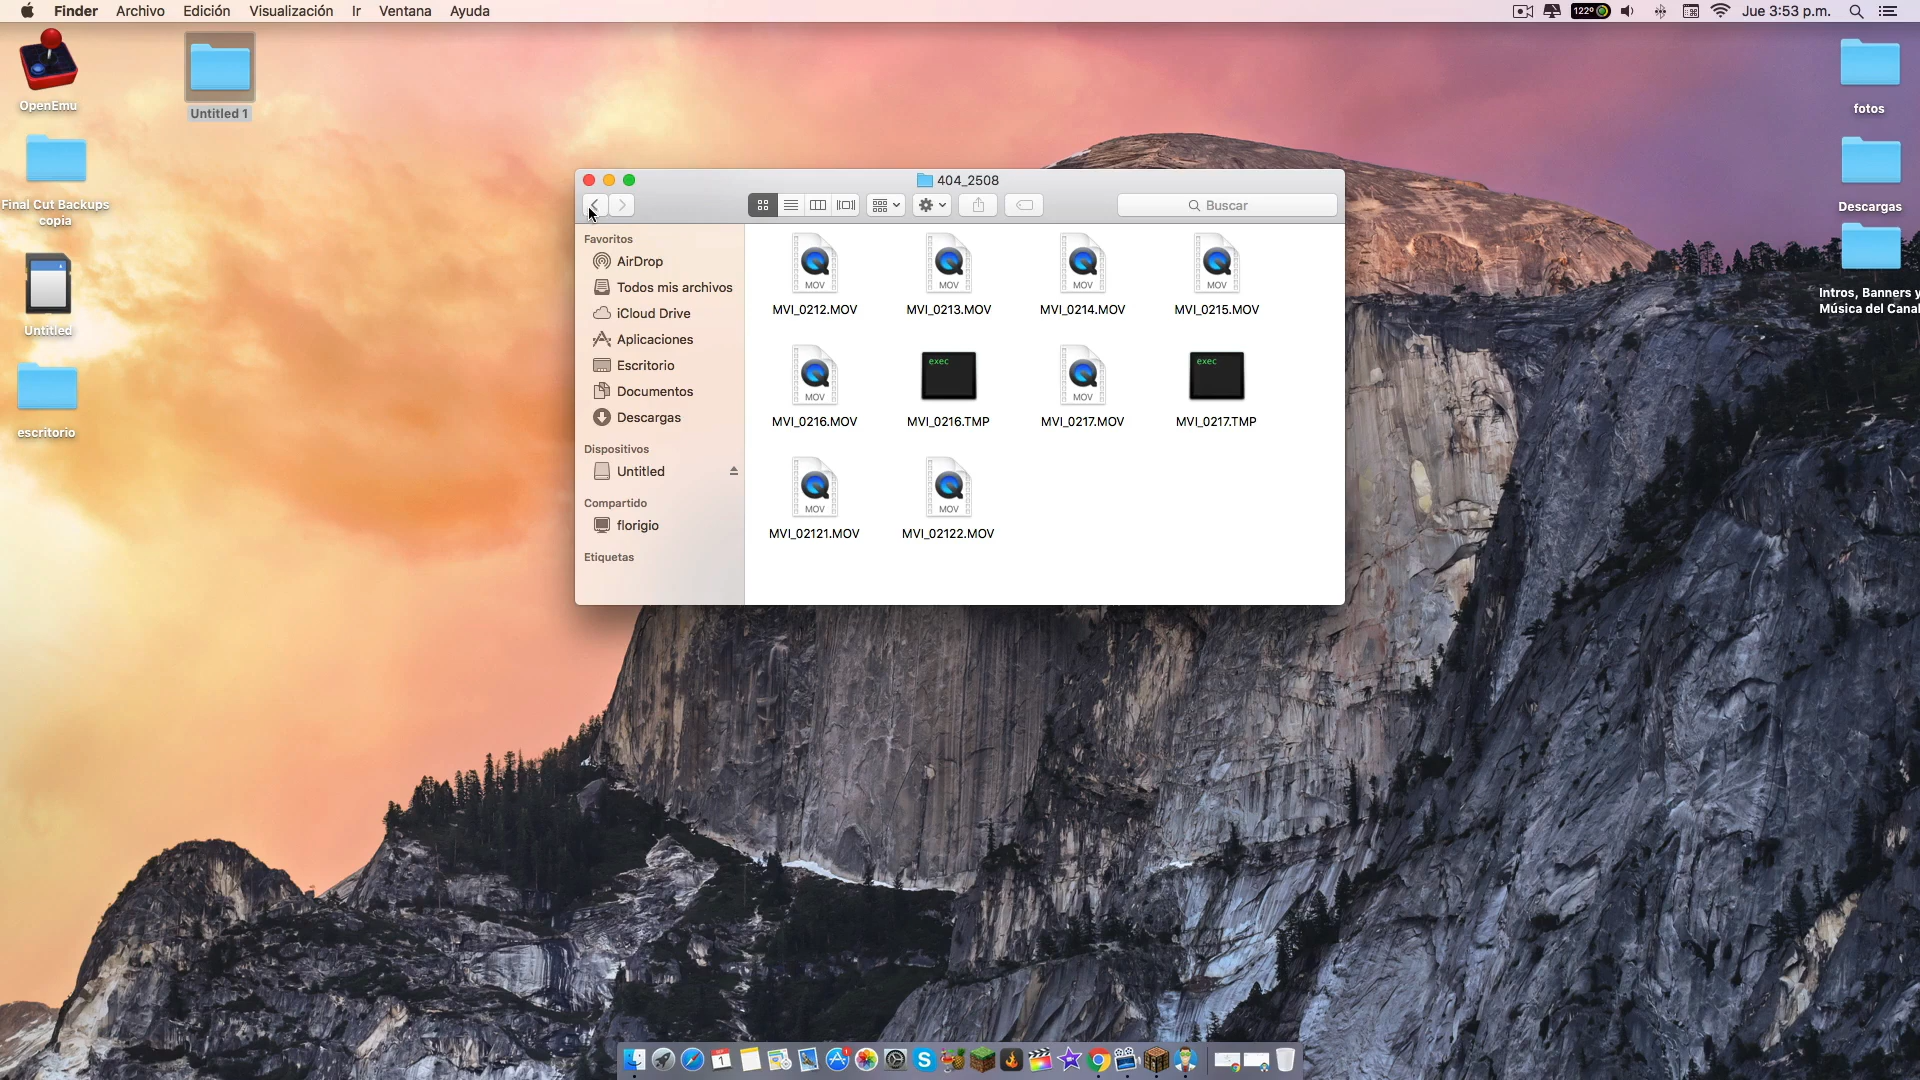 Finder Archivo Edición Visualización Ir Ventana Ayuda
122º
Jue 3:53 p.m.
OpenEmu
Untitled 1
Final Cut Backups
copia
Untitled
escritorio
fotos
Descargas
Intros, Banners y
Música del Canal
404_2508
Buscar
Favoritos
AirDrop
Todos mis archivos
iCloud Drive
Aplicaciones
Escritorio
Documentos
Descargas
Dispositivos
Untitled
Compartido
florigio
Etiquetas
MOV MOV MOV MOV
MVI_0212.MOV MVI_0213.MOV MVI_0214.MOV MVI_0215.MOV
exec exec
MOV MOV
MVI_0216.MOV MVI_0216.TMP MVI_0217.MOV MVI_0217.TMP
MOV MOV
MVI_02121.MOV MVI_02122.MOV
1